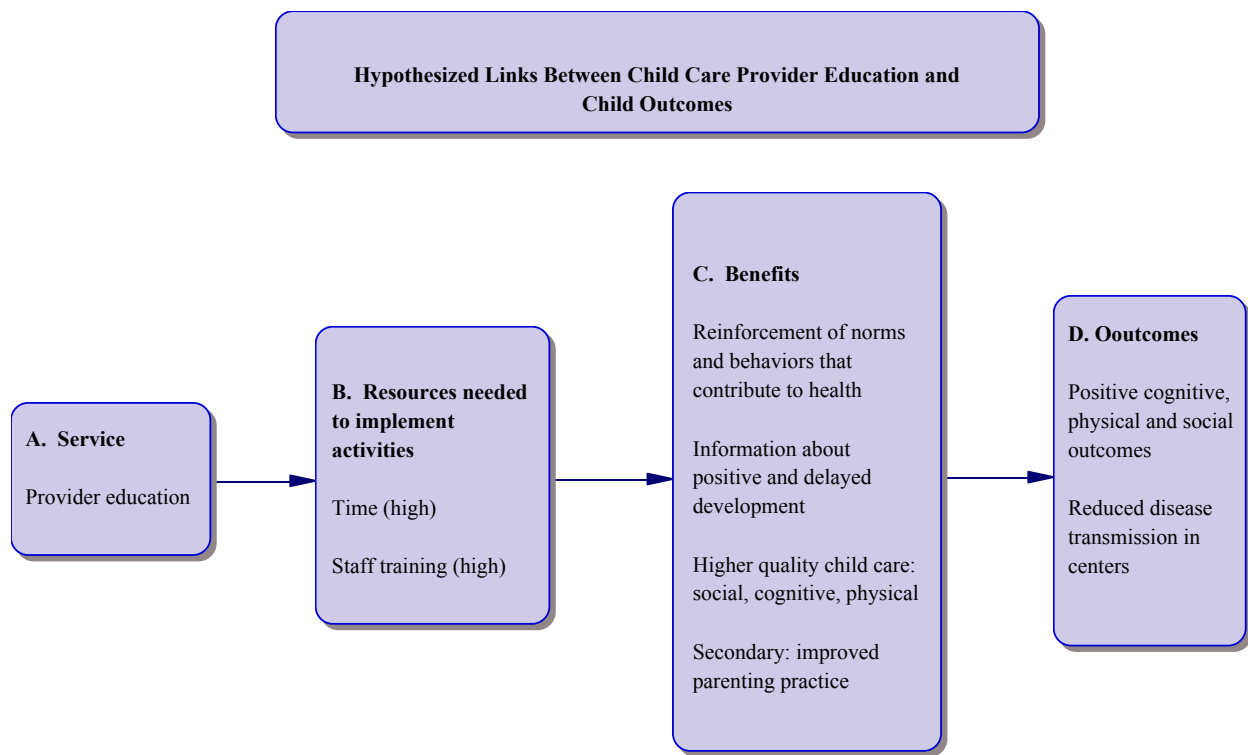 Hypothesized Links Between Child Care Provider Education and
Child Outcomes
A.  Service
Provider education
B.  Resources needed
to implement
activities
Time (high)
Staff training (high)
C.  Benefits
Reinforcement of norms
and behaviors that
contribute to health
Information about
positive and delayed
development
Higher quality child care:
social, cognitive, physical
Secondary: improved
parenting practice
D. Ooutcomes
Positive cognitive,
physical and social
outcomes
Reduced disease
transmission in
centers